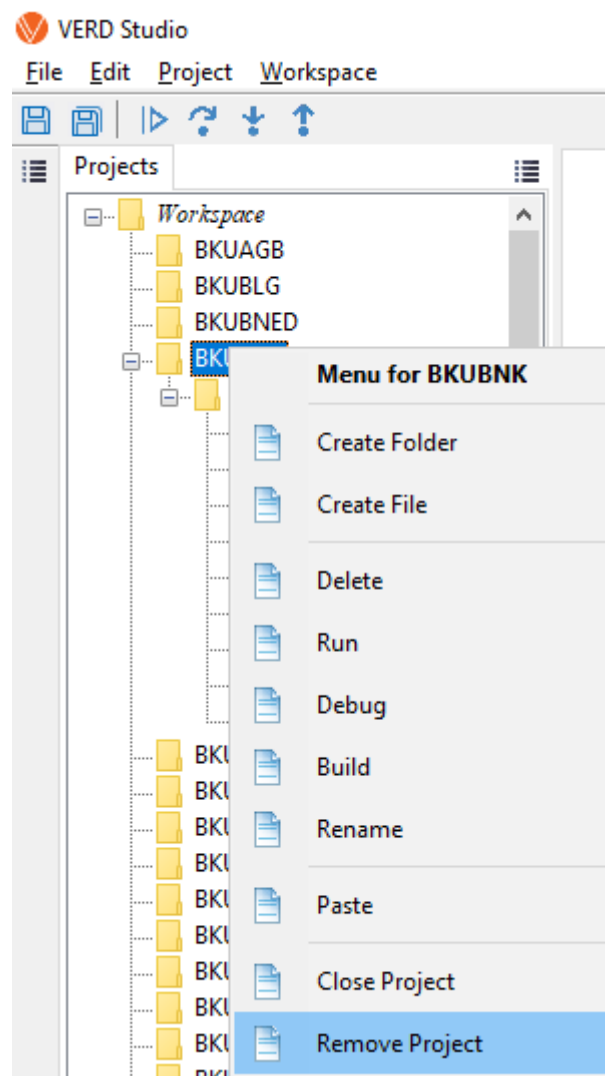 VERD Studio
File Edit Project Workspace
Projects
Workspace
BKUAGB
BKUBLG
BKUBNED
Menu for BKUBNK
Create Folder
Create File
Delete
Run
Debug
Build
Rename
Paste
Close Project
Remove Project